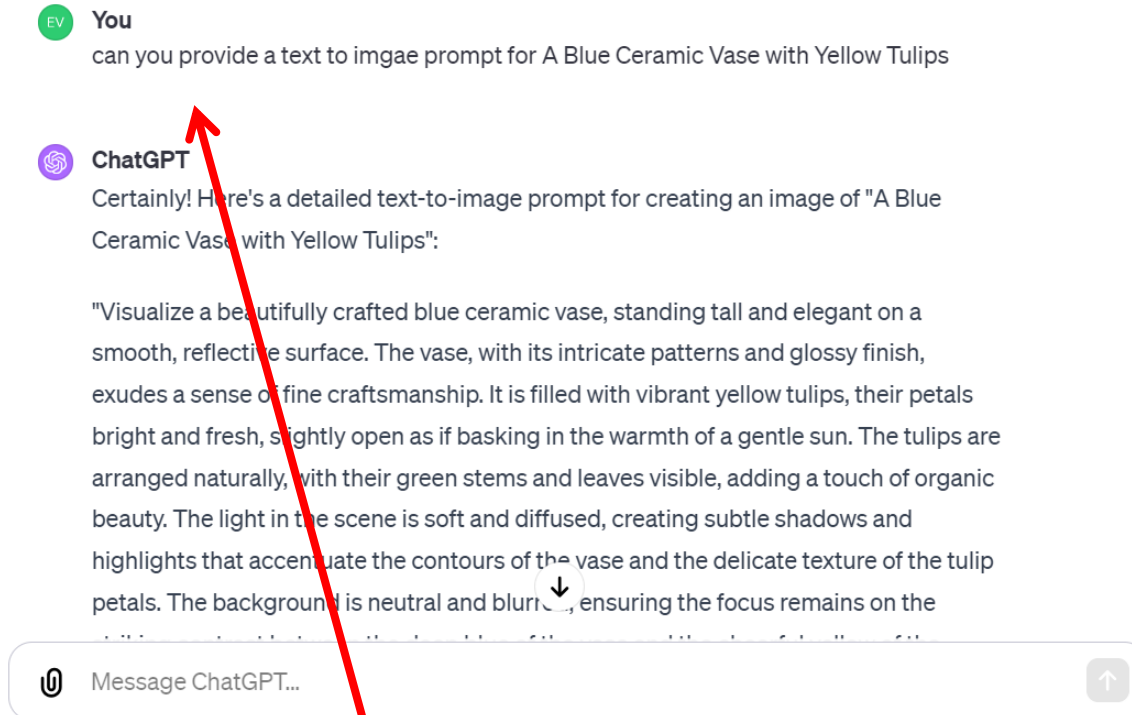 EV
You
can you provide a text to imgae prompt for A Blue Ceramic Vase with Yellow Tulips
ChatGPT
Certainly! Here's a detailed text-to-image prompt for creating an image of "A Blue
Ceramic Vase with Yellow Tulips":
"Visualize a beautifully crafted blue ceramic vase, standing tall and elegant on a
smooth, reflective surface. The vase, with its intricate patterns and glossy finish,
exudes a sense of fine craftsmanship. It is filled with vibrant yellow tulips, their petals
bright and fresh, slightly open as if basking in the warmth of a gentle sun. The tulips are
arranged naturally, with their green stems and leaves visible, adding a touch of organic
beauty. The light in the scene is soft and diffused, creating subtle shadows and
highlights that accentuate the contours of the vase and the delicate texture of the tulip
petals. The background is neutral and blurred, ensuring the focus remains on the
Message ChatGPT...